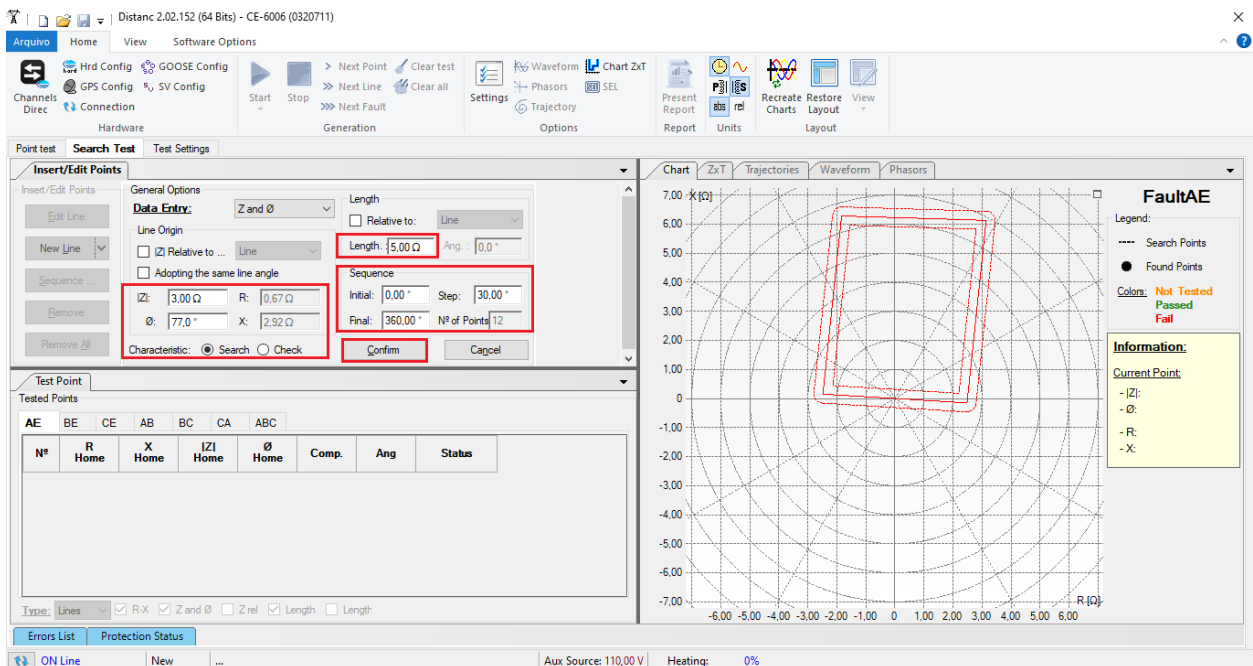 Distanc 2.02.152 (64 Bits) - CE-6006 (0320711)
Arquivo Home View Software Options
Channels Direc
Hrd Config GOOSE Config
GPS Config SV Config
Connection
Hardware
Start Stop
Next Point Clear test
Next Line Clear all
Next Fault
Generation
Settings
Waveform Chart ZxT
Phasors SEL
Trajectory
Options
Present Report
Report
abs rel
Units
Recreate Charts
Restore Layout
View
Layout
Point test Search Test Test Settings
Insert/Edit Points
Insert/Edit Points
Edit Line
New Line
Sequence ...
Remove
Remove All
General Options
Data Entry: Z and Ø
Line Origin
|Z| Relative to ... Line
Adopting the same line angle
|Z|: 3,00 Ω R: 0,67 Ω
Ø: 77,0 ° X: 2,92 Ω
Characteristic: Search Check
Length
Relative to: Line
Length. : 5,00 Ω Ang. : 0,0 °
Sequence
Initial: 0,00 ° Step: 30,00 °
Final: 360,00 ° Nº of Points 12
Confirm Cancel
Test Point
Tested Points
AE BE CE AB BC CA ABC
Nº R Home X Home |Z| Home Ø Home Comp. Ang Status
Type: Lines R-X Z and Ø Z rel Length Length
Chart ZxT Trajectories Waveform Phasors
X [Ω]
7,00
6,00
5,00
4,00
3,00
2,00
1,00
0
-1,00
-2,00
-3,00
-4,00
-5,00
-6,00
-7,00
R [Ω]
-6,00 -5,00 -4,00 -3,00 -2,00 -1,00 0 1,00 2,00 3,00 4,00 5,00 6,00
FaultAE
Legend:
Search Points
Found Points
Colors: Not Tested
Passed
Fail
Information:
Current Point:
- |Z|:
- Ø:
- R:
- X:
Errors List Protection Status
ON Line New ... Aux Source: 110,00 V Heating: 0%